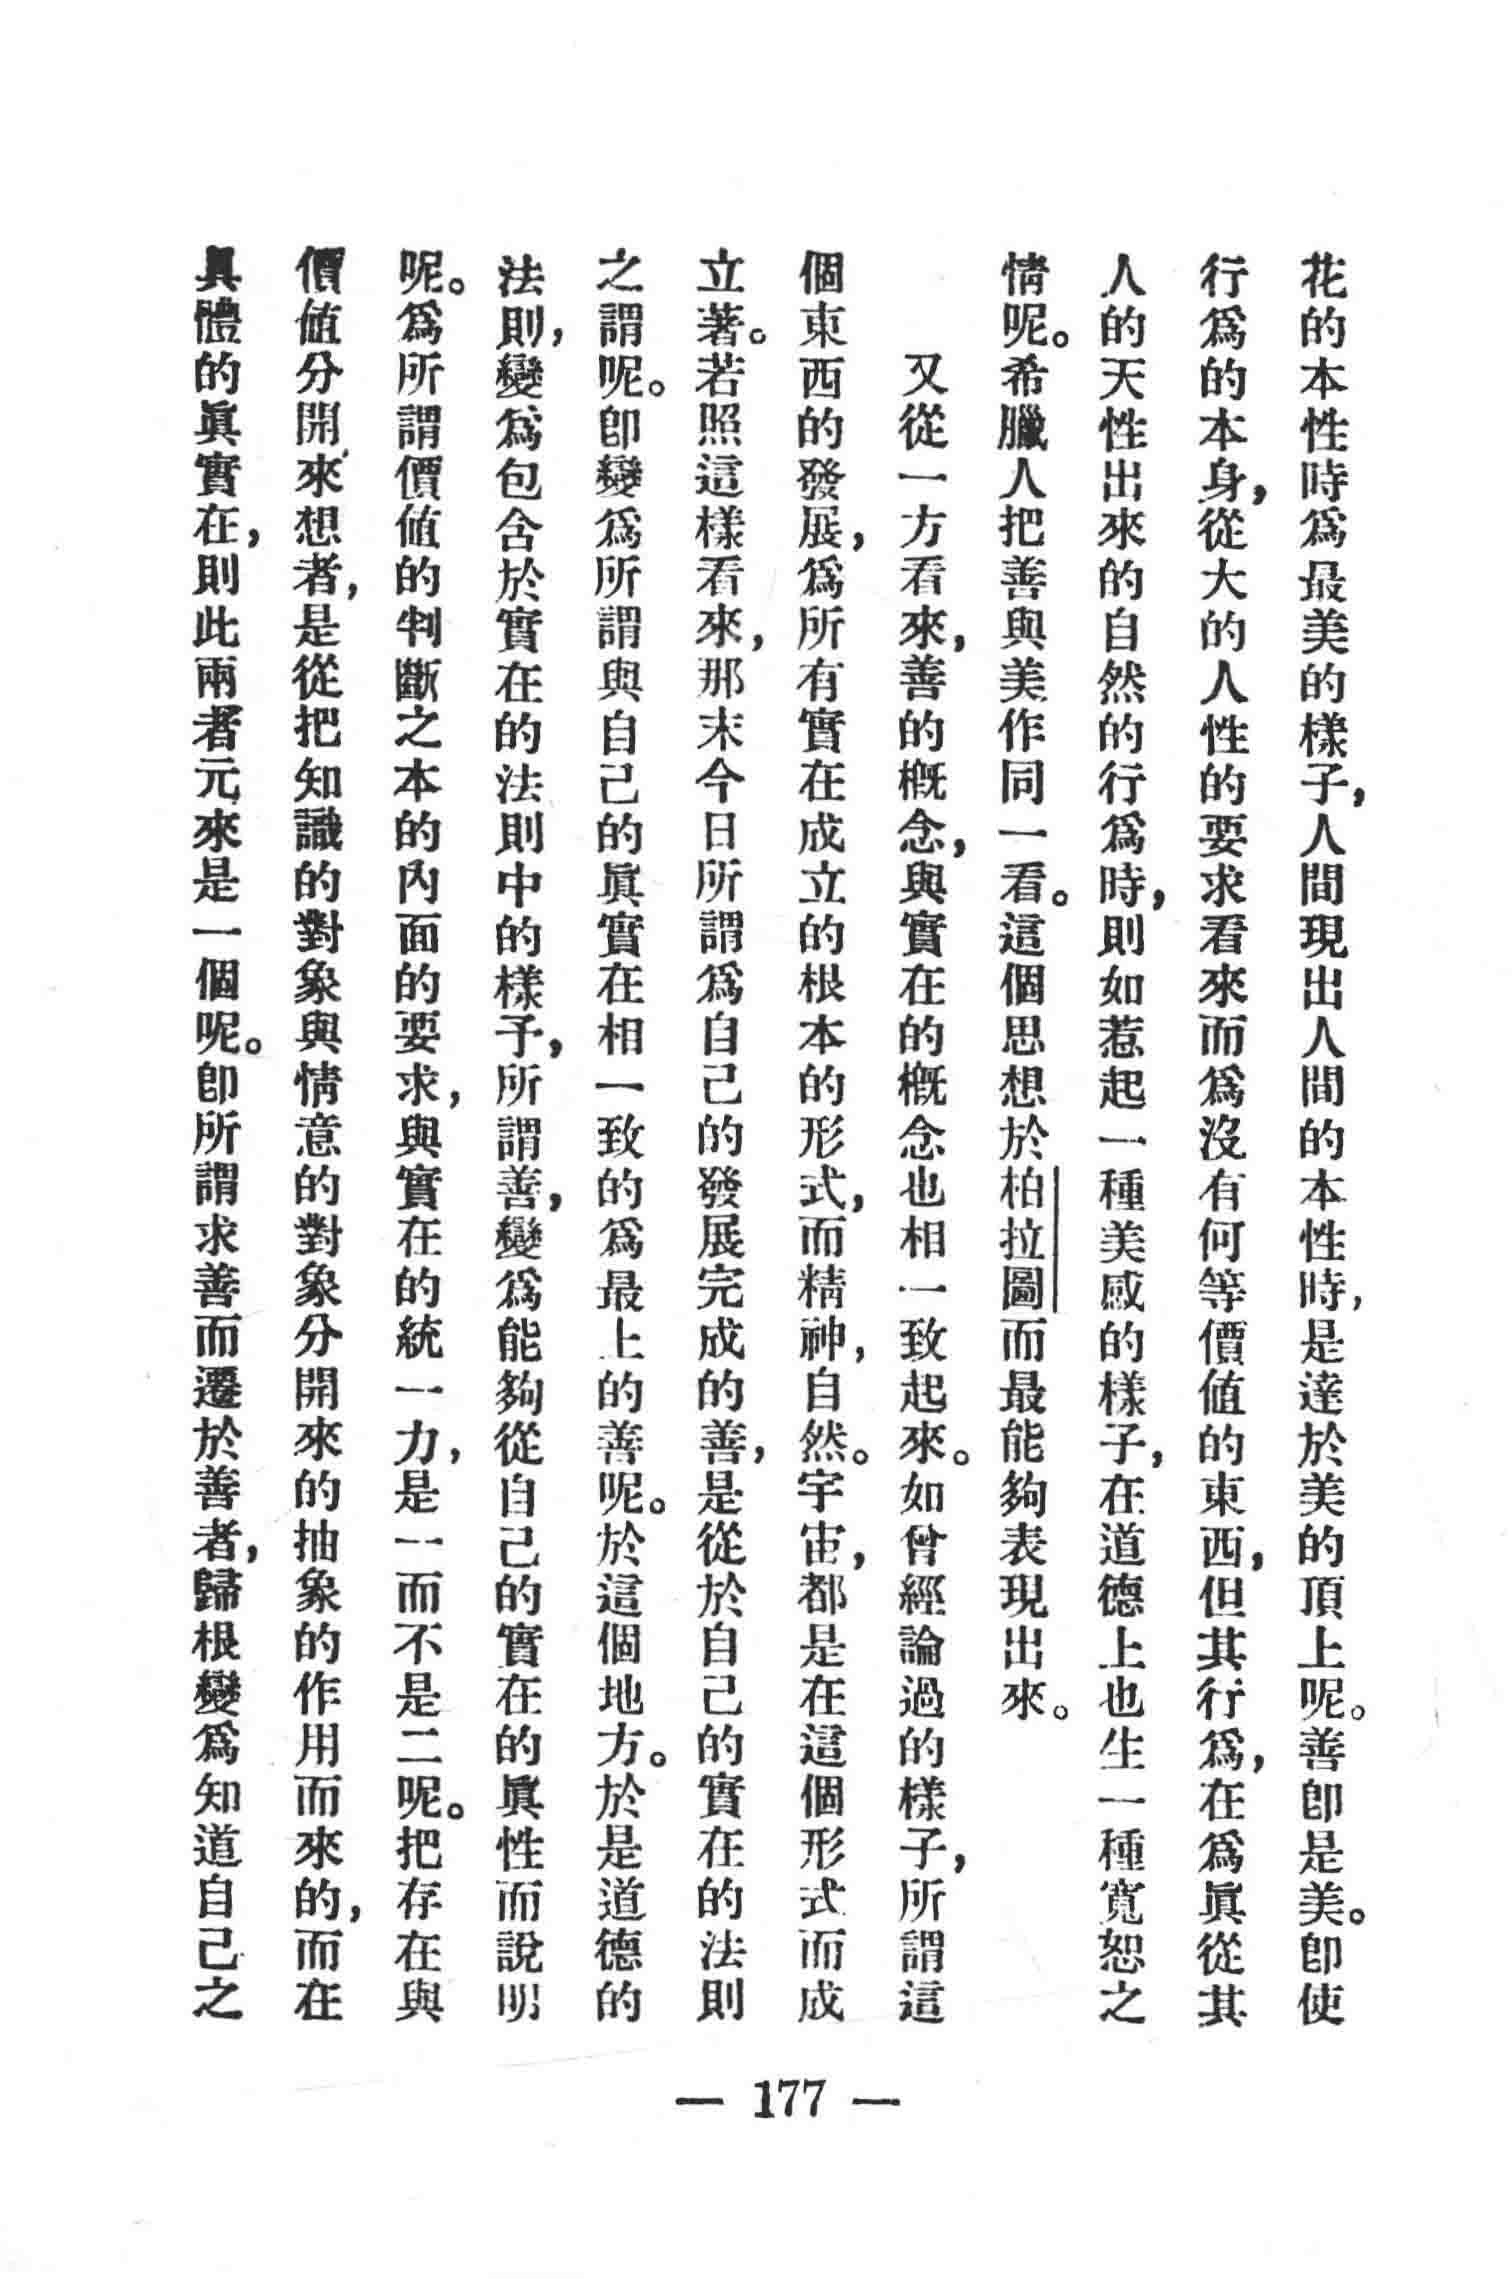 花的本性時爲最美的樣子，人間現出人間的本性時，是達於美的頂上呢。善卽是美。卽使
行爲的本身，從大的人性的要求看來而爲沒有何等價値的東西，但其行爲，在爲眞從其
人的天性出來的自然的行爲時，則如惹起一種美感的樣子，在道德上也生一種寬恕之
情呢。希臘人把善與美作同一看。這個思想於柏拉圖而最能夠表現出來。
又從一方看來，善的槪念，與實在的槪念也相一致起來。如曾經論過的樣子，所謂這
個東西的發展，爲所有實在成立的根本的形式，而精神，自然。宇宙，都是在這個形式而成
立著。若照這樣看來，那末今日所謂爲自己的發展完成的善，是從於自己的實在的法則
之謂呢。卽變爲所謂與自己的眞實在相一致的爲最上的善呢。於這個地方。於是道德的
法則，變爲包含於實在的法則中的樣子，所謂善，變爲能夠從自己的實在的眞性而說明
呢。爲所謂價値的判斷之本的內面的要求，與實在的統一力，是一而不是二呢。把存在與
價値分開來想者，是從把知識的對象與情意的對象分開來的抽象的作用而來的，而在
具體的眞實在，則此兩者元來是一個呢。卽所謂求善而遷於善者，歸根變爲知道自己之
— 177 —